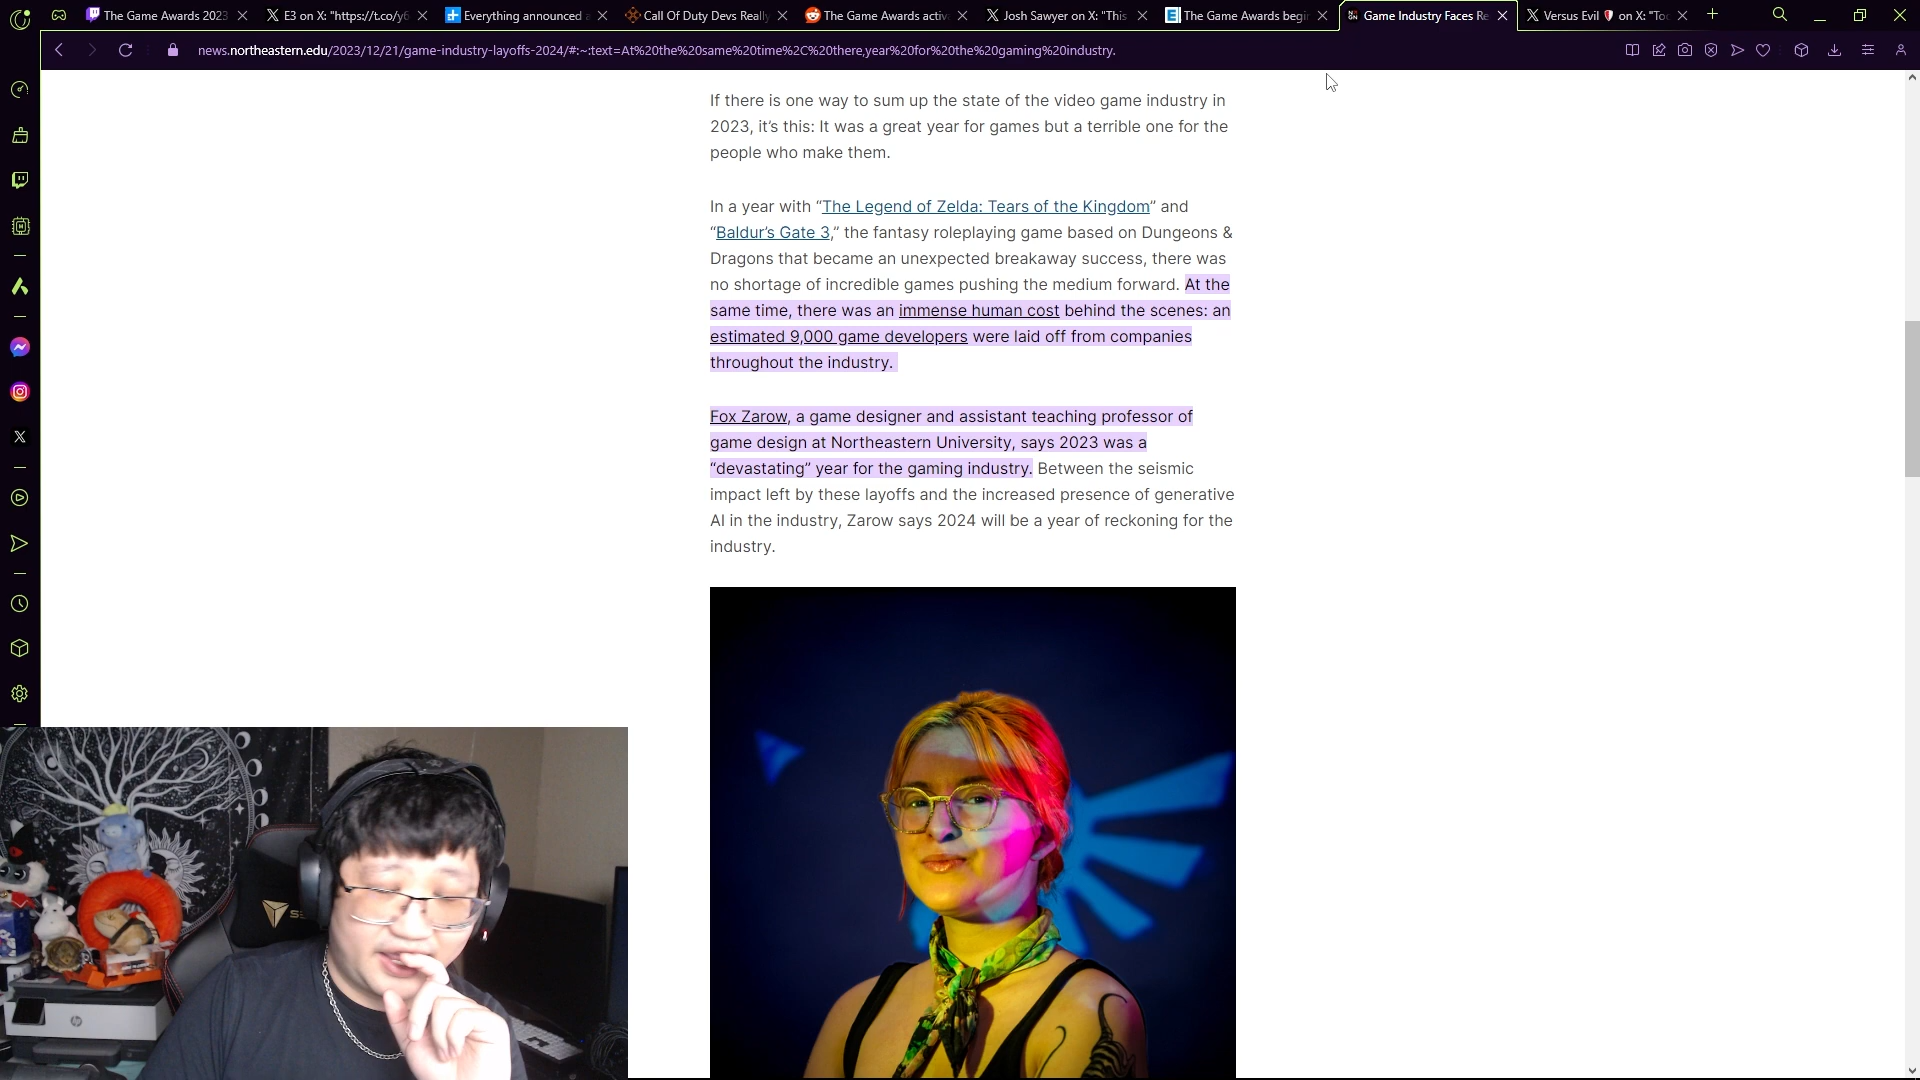 The Game Awards 2023
E3 on X: "https://t.co/y6
Everything announced a
Call Of Duty Devs Really
The Game Awards activ
Josh Sawyer on X: "This
The Game Awards begin
Game Industry Faces Re
Versus Evil 🛡 on X: "Too
news.northeastern.edu/2023/12/21/game-industry-layoffs-2024/#:~:text=At%20the%20same%20time%2C%20there,year%20for%20the%20gaming%20industry.
If there is one way to sum up the state of the video game industry in
2023, it’s this: It was a great year for games but a terrible one for the
people who make them.
In a year with “The Legend of Zelda: Tears of the Kingdom” and
“Baldur’s Gate 3,” the fantasy roleplaying game based on Dungeons &
Dragons that became an unexpected breakaway success, there was
no shortage of incredible games pushing the medium forward. At the
same time, there was an immense human cost behind the scenes: an
estimated 9,000 game developers were laid off from companies
throughout the industry.
Fox Zarow, a game designer and assistant teaching professor of
game design at Northeastern University, says 2023 was a
“devastating” year for the gaming industry. Between the seismic
impact left by these layoffs and the increased presence of generative
AI in the industry, Zarow says 2024 will be a year of reckoning for the
industry.
hp